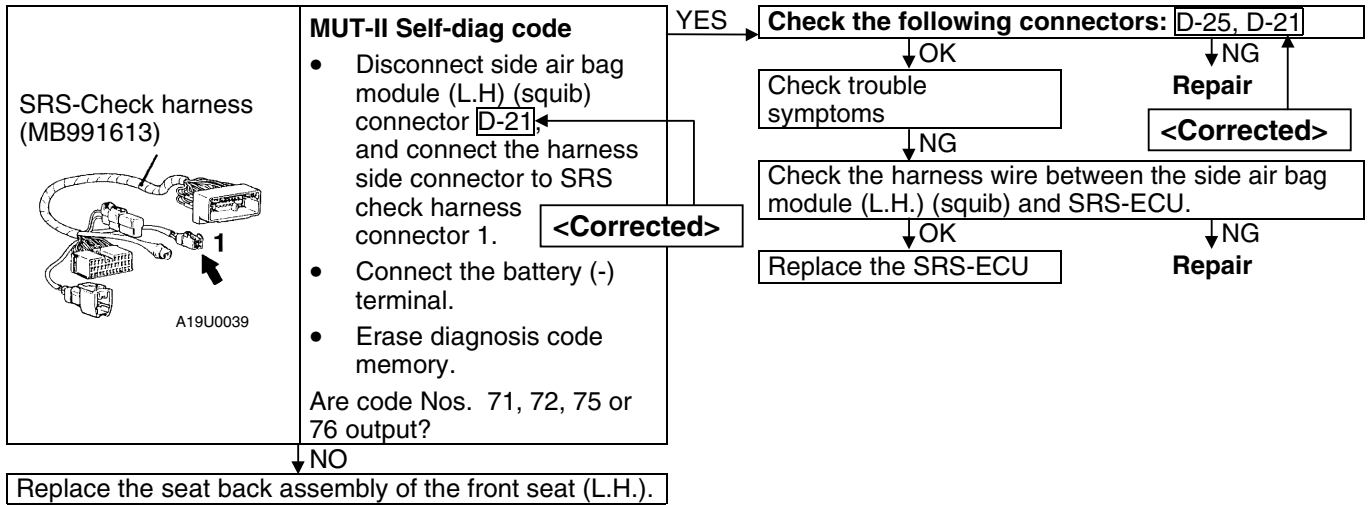 SRS-Check harness
(MB991613)
1
A19U0039
MUT-II Self-diag code
• Disconnect side air bag
module (L.H) (squib)
connector D-21,
and connect the harness
side connector to SRS
check harness
connector 1.
<Corrected>
• Connect the battery (-)
terminal.
• Erase diagnosis code
memory.
Are code Nos. 71, 72, 75 or
76 output?
NO
Replace the seat back assembly of the front seat (L.H.).
YES
Check the following connectors: D-25, D-21
OK
NG
Check trouble
symptoms
Repair
<Corrected>
NG
Check the harness wire between the side air bag
module (L.H.) (squib) and SRS-ECU.
OK
NG
Replace the SRS-ECU
Repair